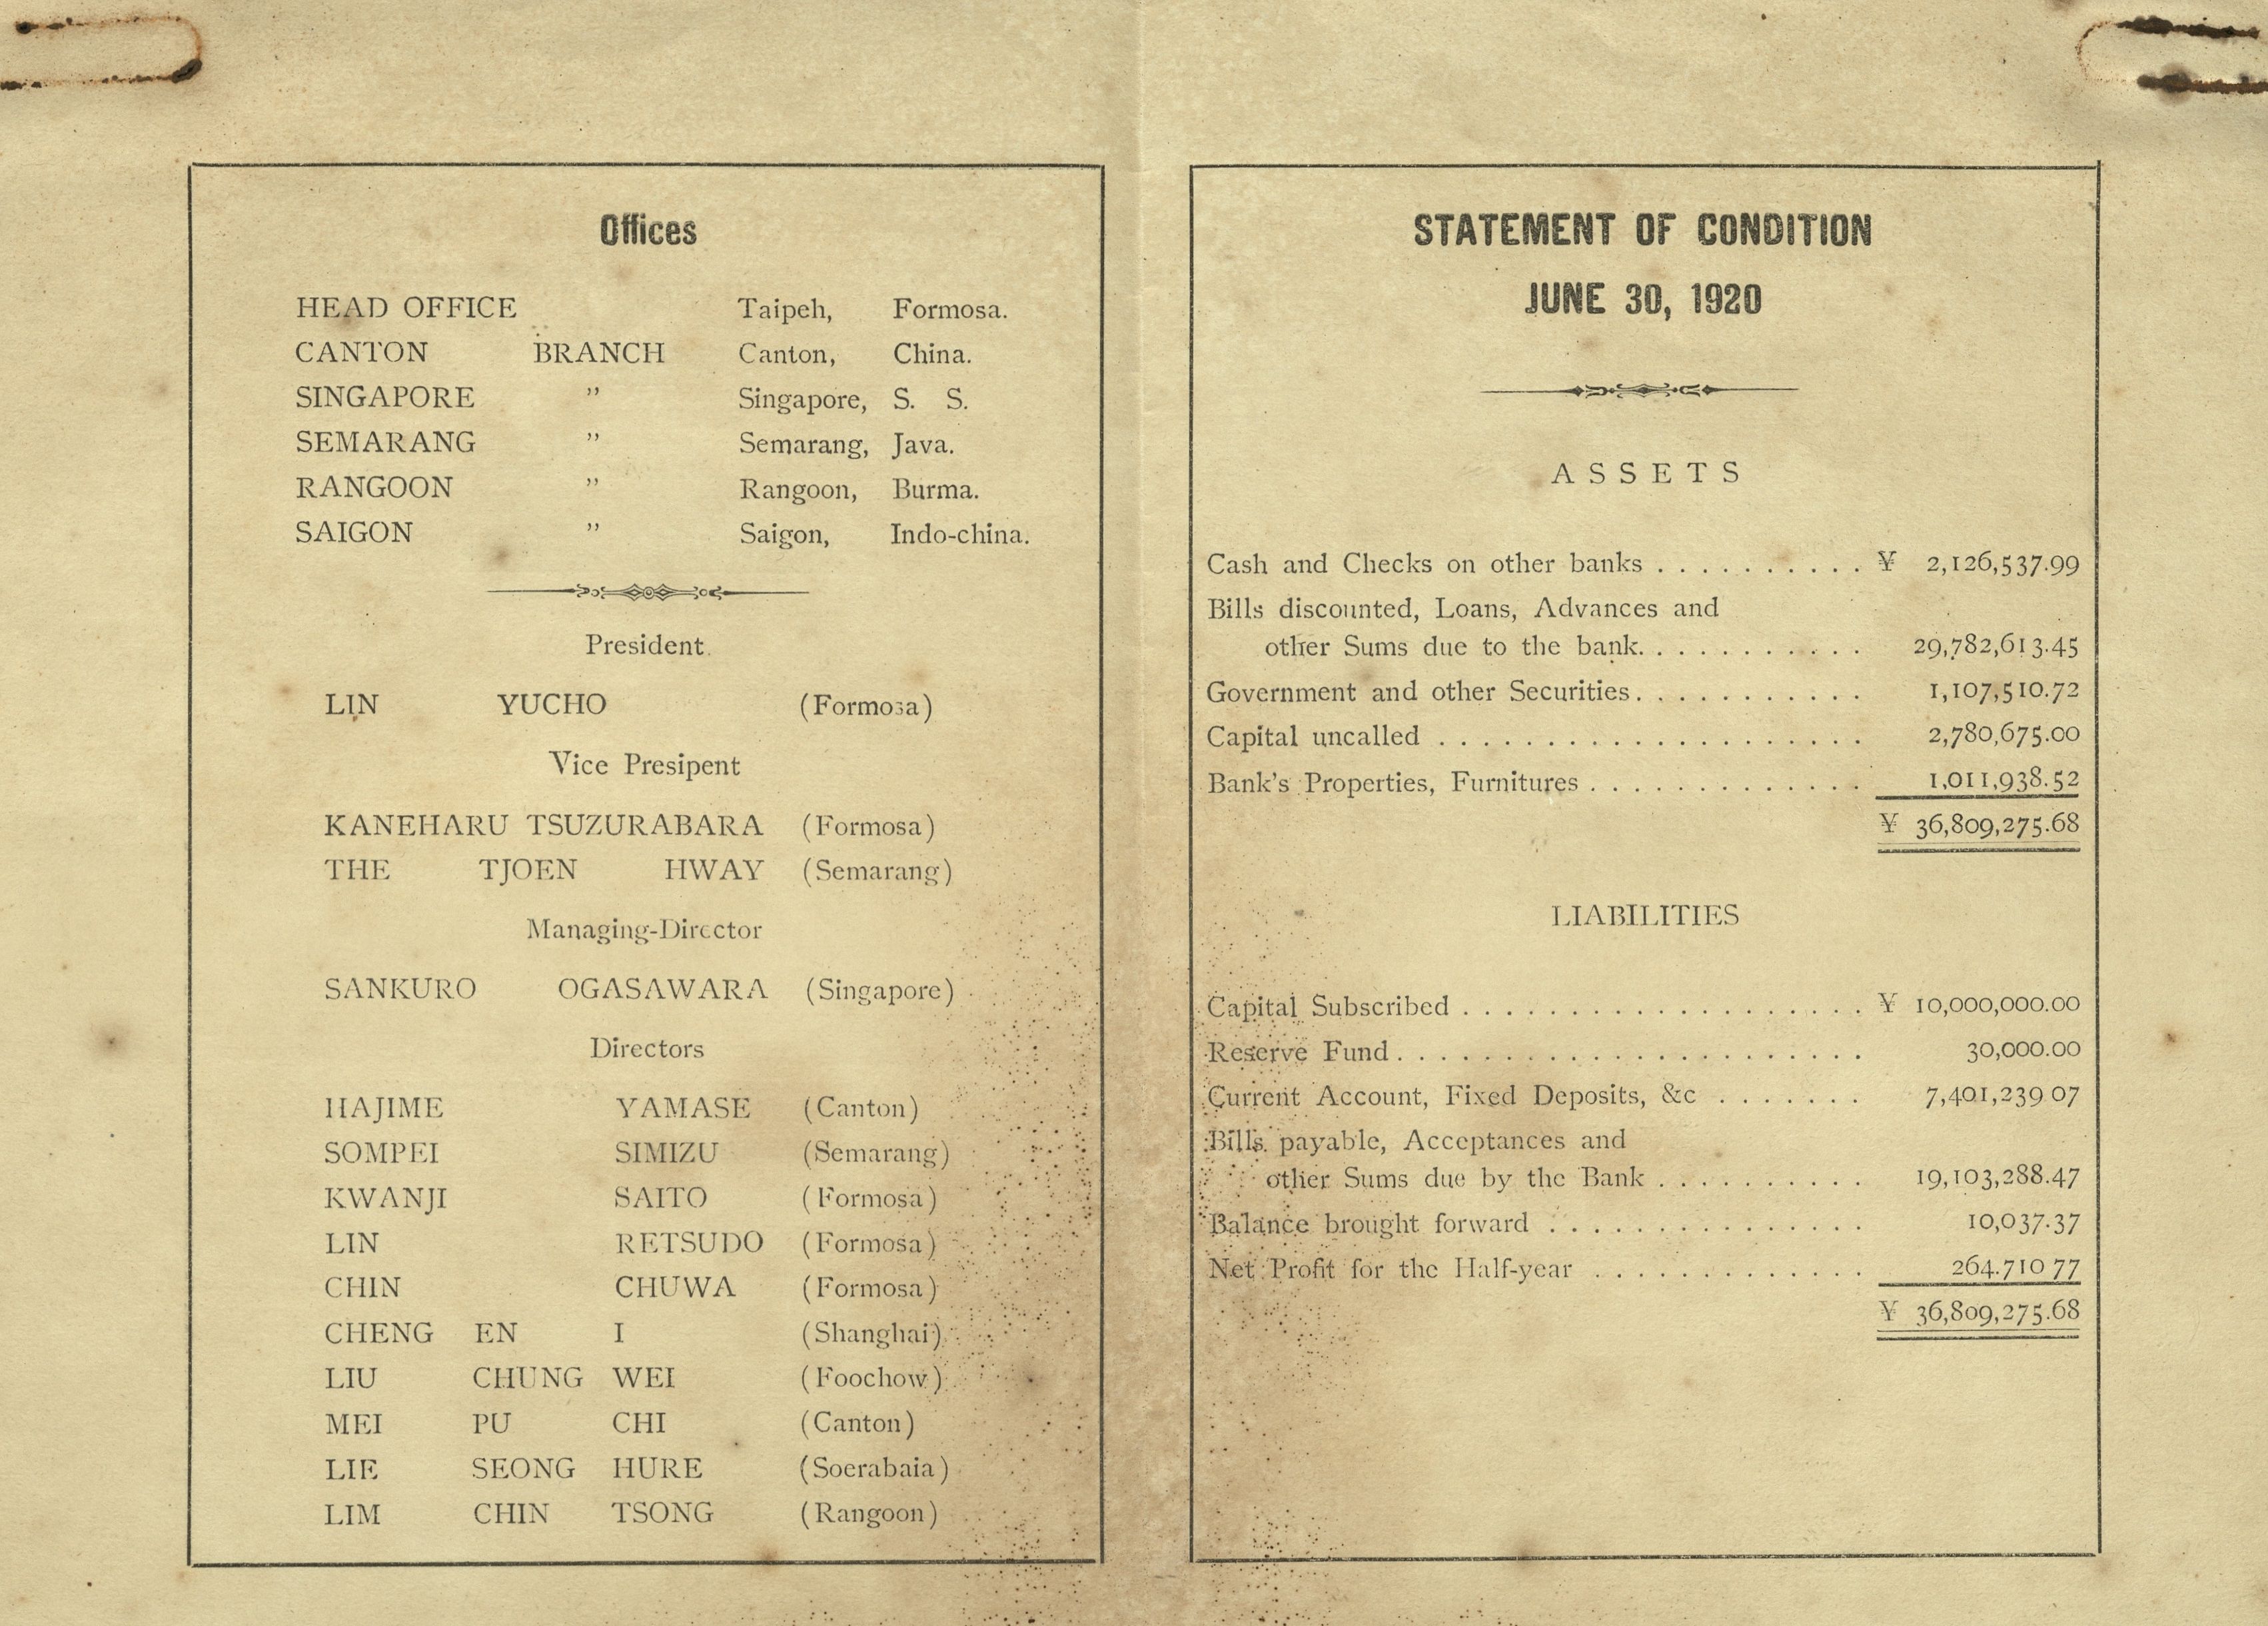 Offices
HEAD OFFICE Taipeh, Formosa.
CANTON BRANCH Canton, China.
SINGAPORE ” Singapore, S. S.
SEMARANG ” Semarang, Java.
RANGOON ” Rangoon, Burma.
SAIGON ” Saigon, Indo-china.
President.
LIN YUCHO (Formosa)
Vice Presipent
KANEHARU TSUZURABARA (Formosa)
THE TJOEN HWAY (Semarang)
Managing-Director
SANKURO OGASAWARA (Singapore)
Directors
HAJIME YAMASE (Canton)
SOMPEI SIMIZU (Semarang)
KWANJI SAITO (Formosa)
LIN RETSUDO (Formosa)
CHIN CHUWA (Formosa)
CHENG EN I (Shanghai)
LIU CHUNG WEI (Foochow)
MEI PU CHI (Canton)
LIE SEONG HURE (Soerabaia)
LIM CHIN TSONG (Rangoon)
STATEMENT OF CONDITION
JUNE 30, 1920
ASSETS
Cash and Checks on other banks . . . . . . . . . . ¥ 2,126,537.99
Bills discounted, Loans, Advances and
other Sums due to the bank. . . . . . . . . . . 29,782,613.45
Government and other Securities. . . . . . . . . . . 1,107,510.72
Capital uncalled . . . . . . . . . . . . . . . . . . . 2,780,675.00
Bank's Properties, Furnitures . . . . . . . . . . . . . 1,011,938.52
¥ 36,809,275.68
LIABILITIES
Capital Subscribed . . . . . . . . . . . . . . . . . . . ¥ 10,000,000.00
Reserve Fund . . . . . . . . . . . . . . . . . . . . . 30,000.00
Current Account, Fixed Deposits, &c . . . . . . . 7,401,239 07
Bills payable, Acceptances and
other Sums due by the Bank . . . . . . . . . . 19,103,288.47
Balance brought forward . . . . . . . . . . . . . . . 10,037.37
Net Profit for the Half-year . . . . . . . . . . . . . 264.710 77
¥ 36,809,275.68